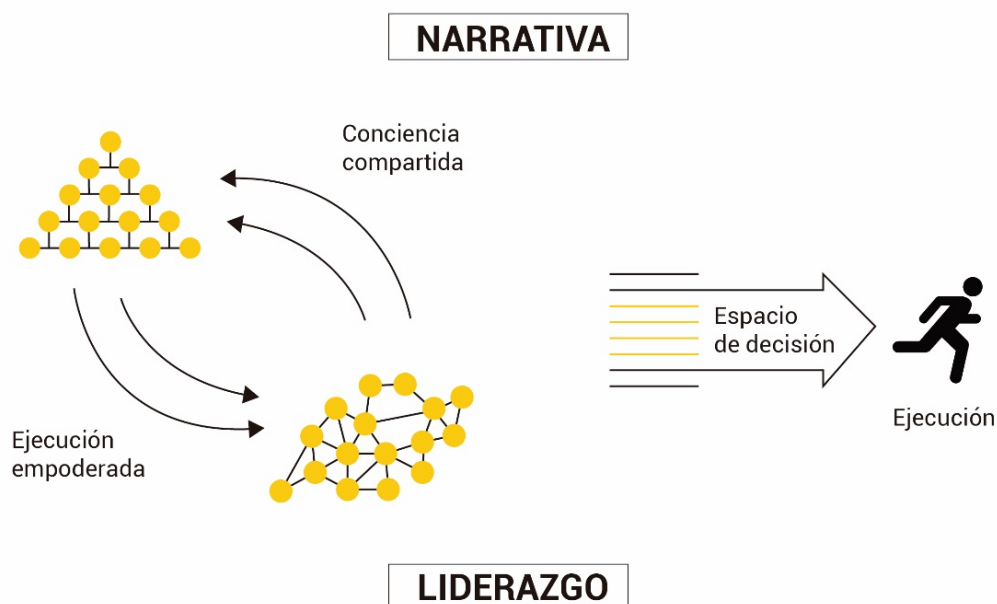 NARRATIVA
Conciencia
compartida
Espacio
de decisión
Ejecución
Ejecución
empoderada
LIDERAZGO